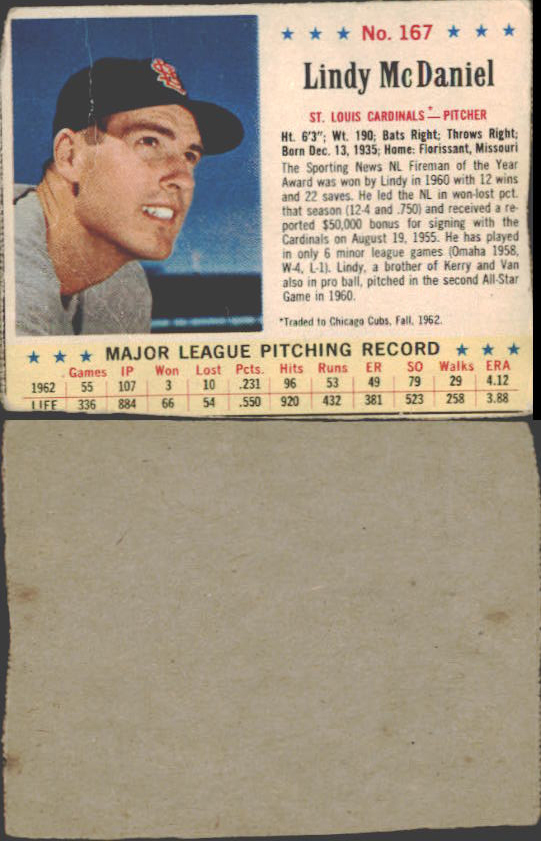 ★ ★ ★ No. 167 ★ ★ ★
Lindy McDaniel
ST. LOUIS CARDINALS*—PITCHER
Ht. 6'3"; Wt. 190; Bats Right; Throws Right;
Born Dec. 13, 1935; Home: Florissant, Missouri
The Sporting News NL Fireman of the Year
Award was won by Lindy in 1960 with 12 wins
and 22 saves. He led the NL in won-lost pct.
that season (12-4 and .750) and received a re-
ported $50,000 bonus for signing with the
Cardinals on August 19, 1955. He has played
in only 6 minor league games (Omaha 1958,
W-4, L-1). Lindy, a brother of Kerry and Van
also in pro ball, pitched in the second All-Star
Game in 1960.
*Traded to Chicago Cubs, Fall, 1962.
★ ★ ★ MAJOR LEAGUE PITCHING RECORD ★ ★ ★
Games IP Won Lost Pcts. Hits Runs ER SO Walks ERA
1962 55 107 3 10 .231 96 53 49 79 29 4.12
LIFE 336 884 66 54 .550 920 432 381 523 258 3.88
StL